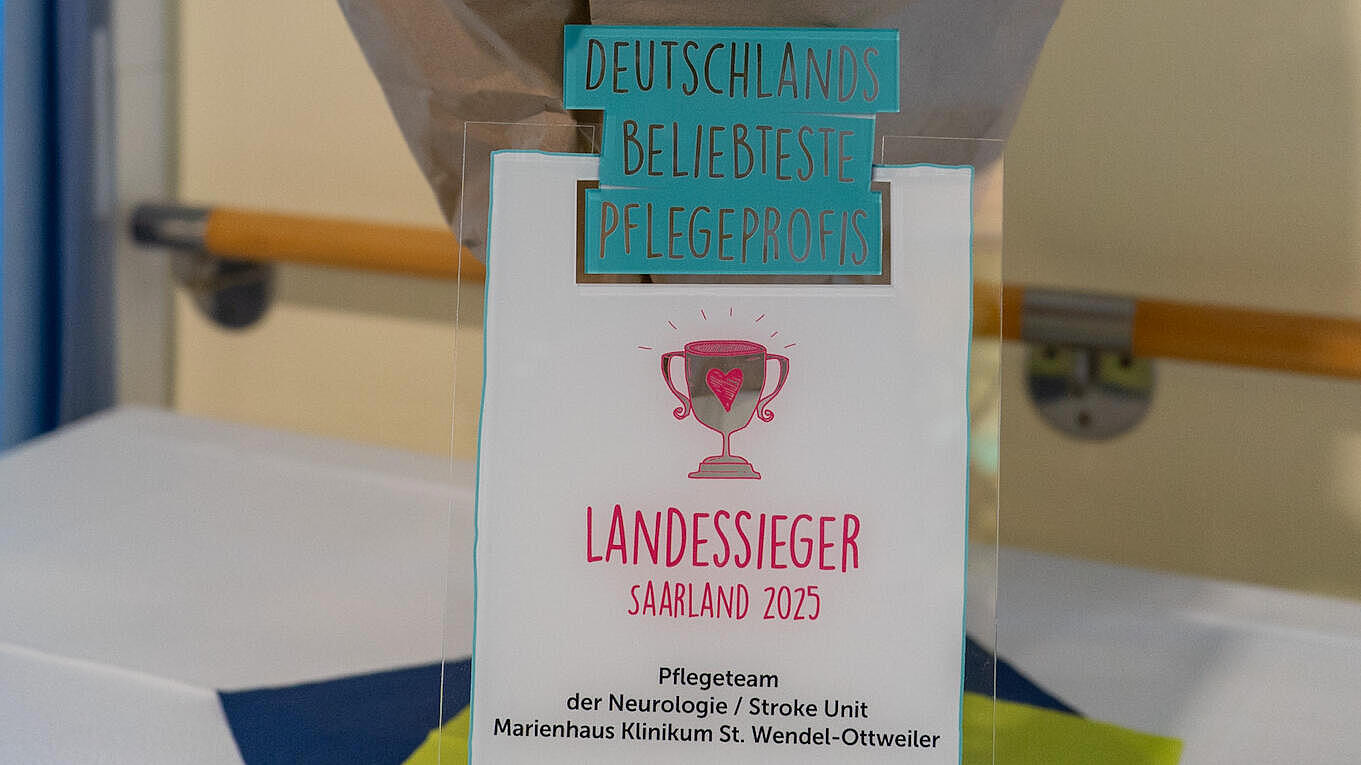 DEUTSCHLANDS
BELIEBTESTE
PFLEGEPROFIS
LANDESSIEGER
SAARLAND 2025
Pflegeteam
der Neurologie / Stroke Unit
Marienhaus Klinikum St. Wendel-Ottweiler